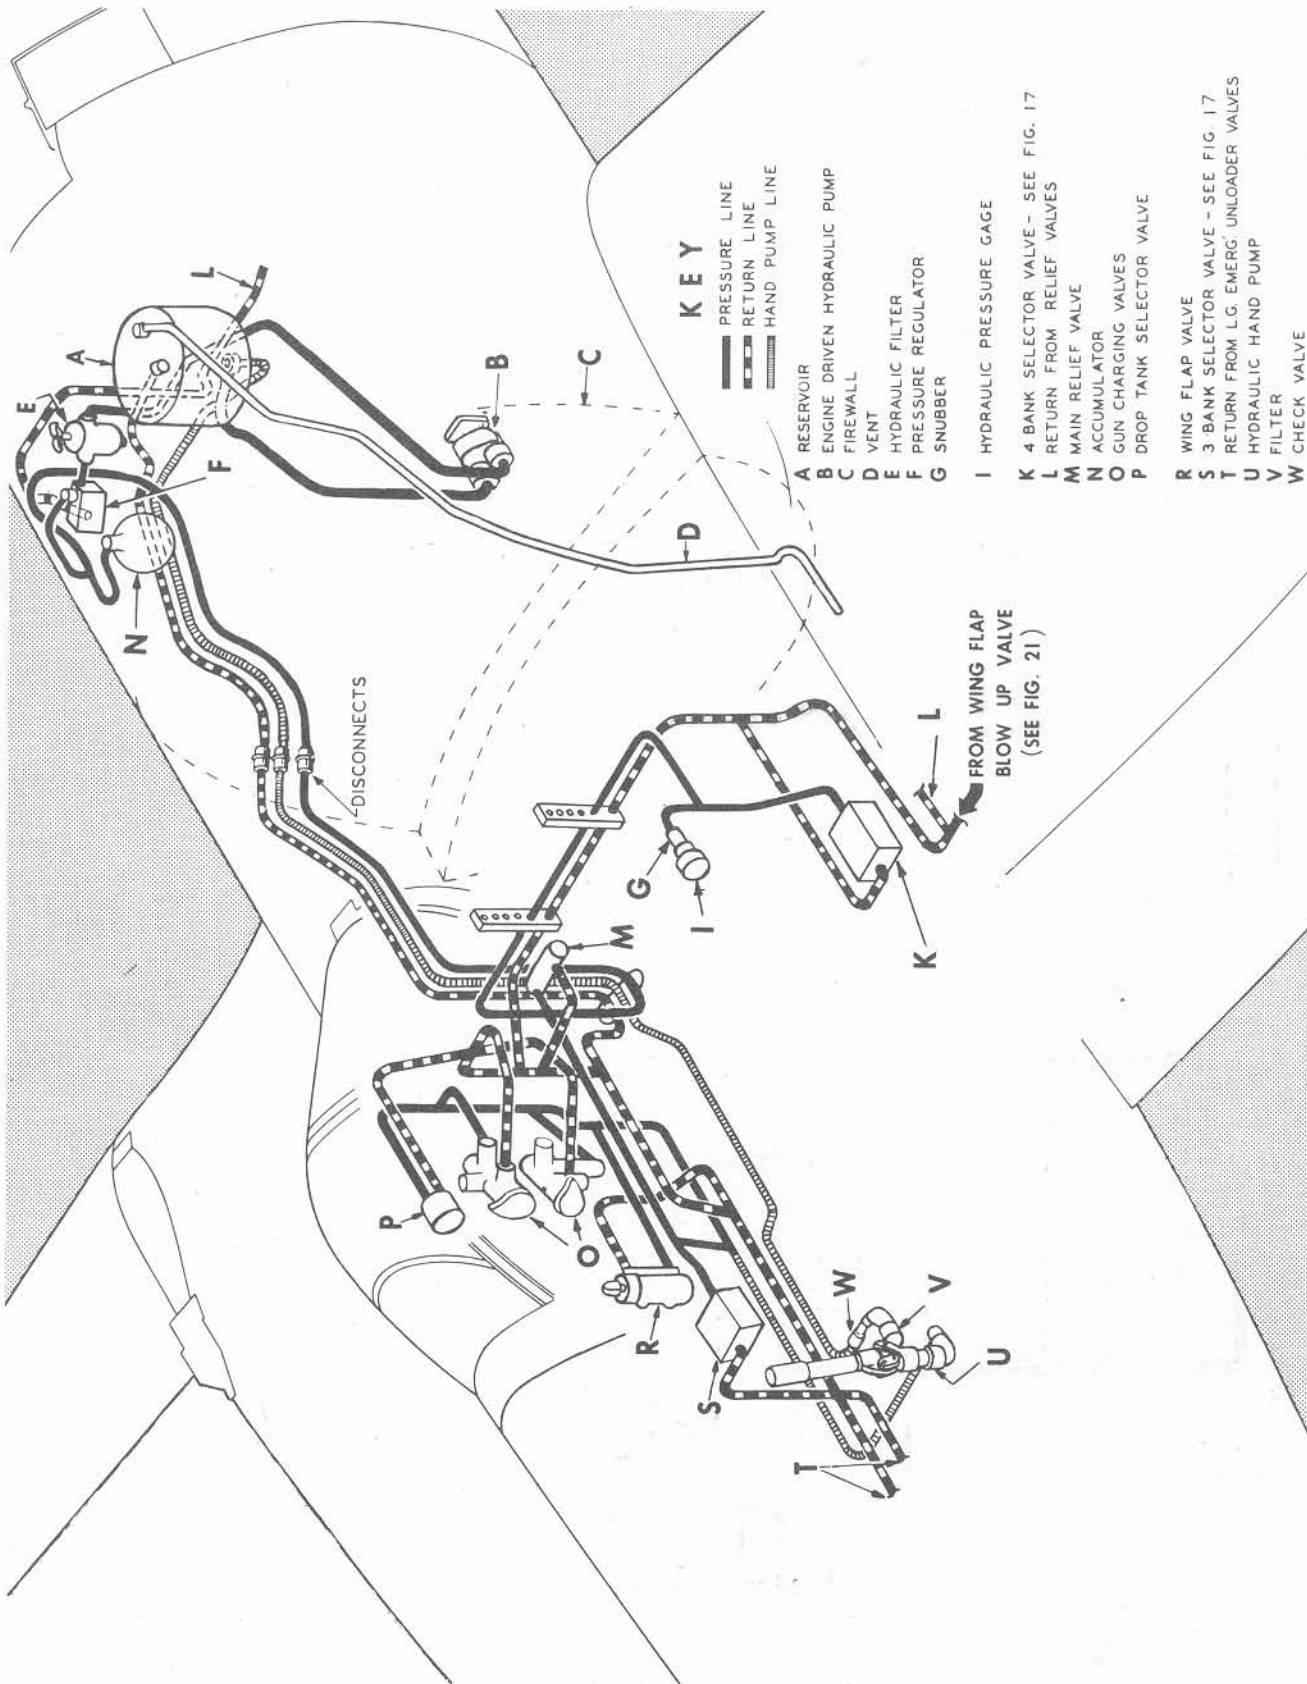 KEY
PRESSURE LINE
RETURN LINE
HAND PUMP LINE
A RESERVOIR
B ENGINE DRIVEN HYDRAULIC PUMP
C FIREWALL
D VENT
E HYDRAULIC FILTER
F PRESSURE REGULATOR
G SNUBBER
I HYDRAULIC PRESSURE GAGE
K 4 BANK SELECTOR VALVE - SEE FIG. 17
L RETURN FROM RELIEF VALVES
M MAIN RELIEF VALVE
N ACCUMULATOR
O GUN CHARGING VALVES
P DROP TANK SELECTOR VALVE
R WING FLAP VALVE
S 3-BANK SELECTOR VALVE - SEE FIG. 17
T RETURN FROM L.G. EMERG. UNLOADER VALVES
U HYDRAULIC HAND PUMP
V FILTER
W CHECK VALVE
A
E
L
F
B
C
N
D
DISCONNECTS
L
FROM WING FLAP
BLOW UP VALVE
(SEE FIG. 21)
G
I
M
K
P
O
R
S
W
V
U
T